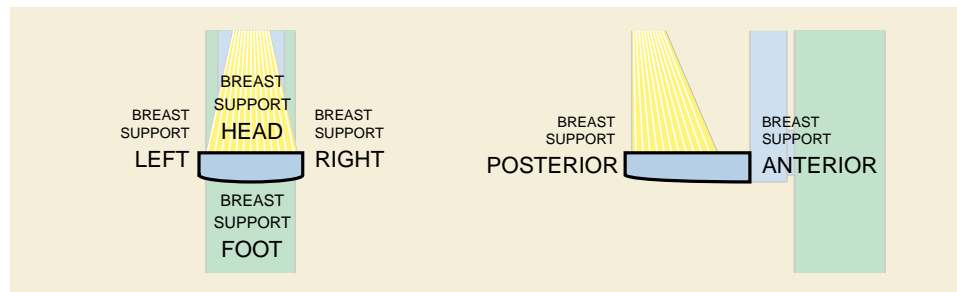 BREAST
SUPPORT
HEAD
BREAST
SUPPORT
LEFT
BREAST
SUPPORT
RIGHT
BREAST
SUPPORT
FOOT
BREAST
SUPPORT
POSTERIOR
BREAST
SUPPORT
ANTERIOR